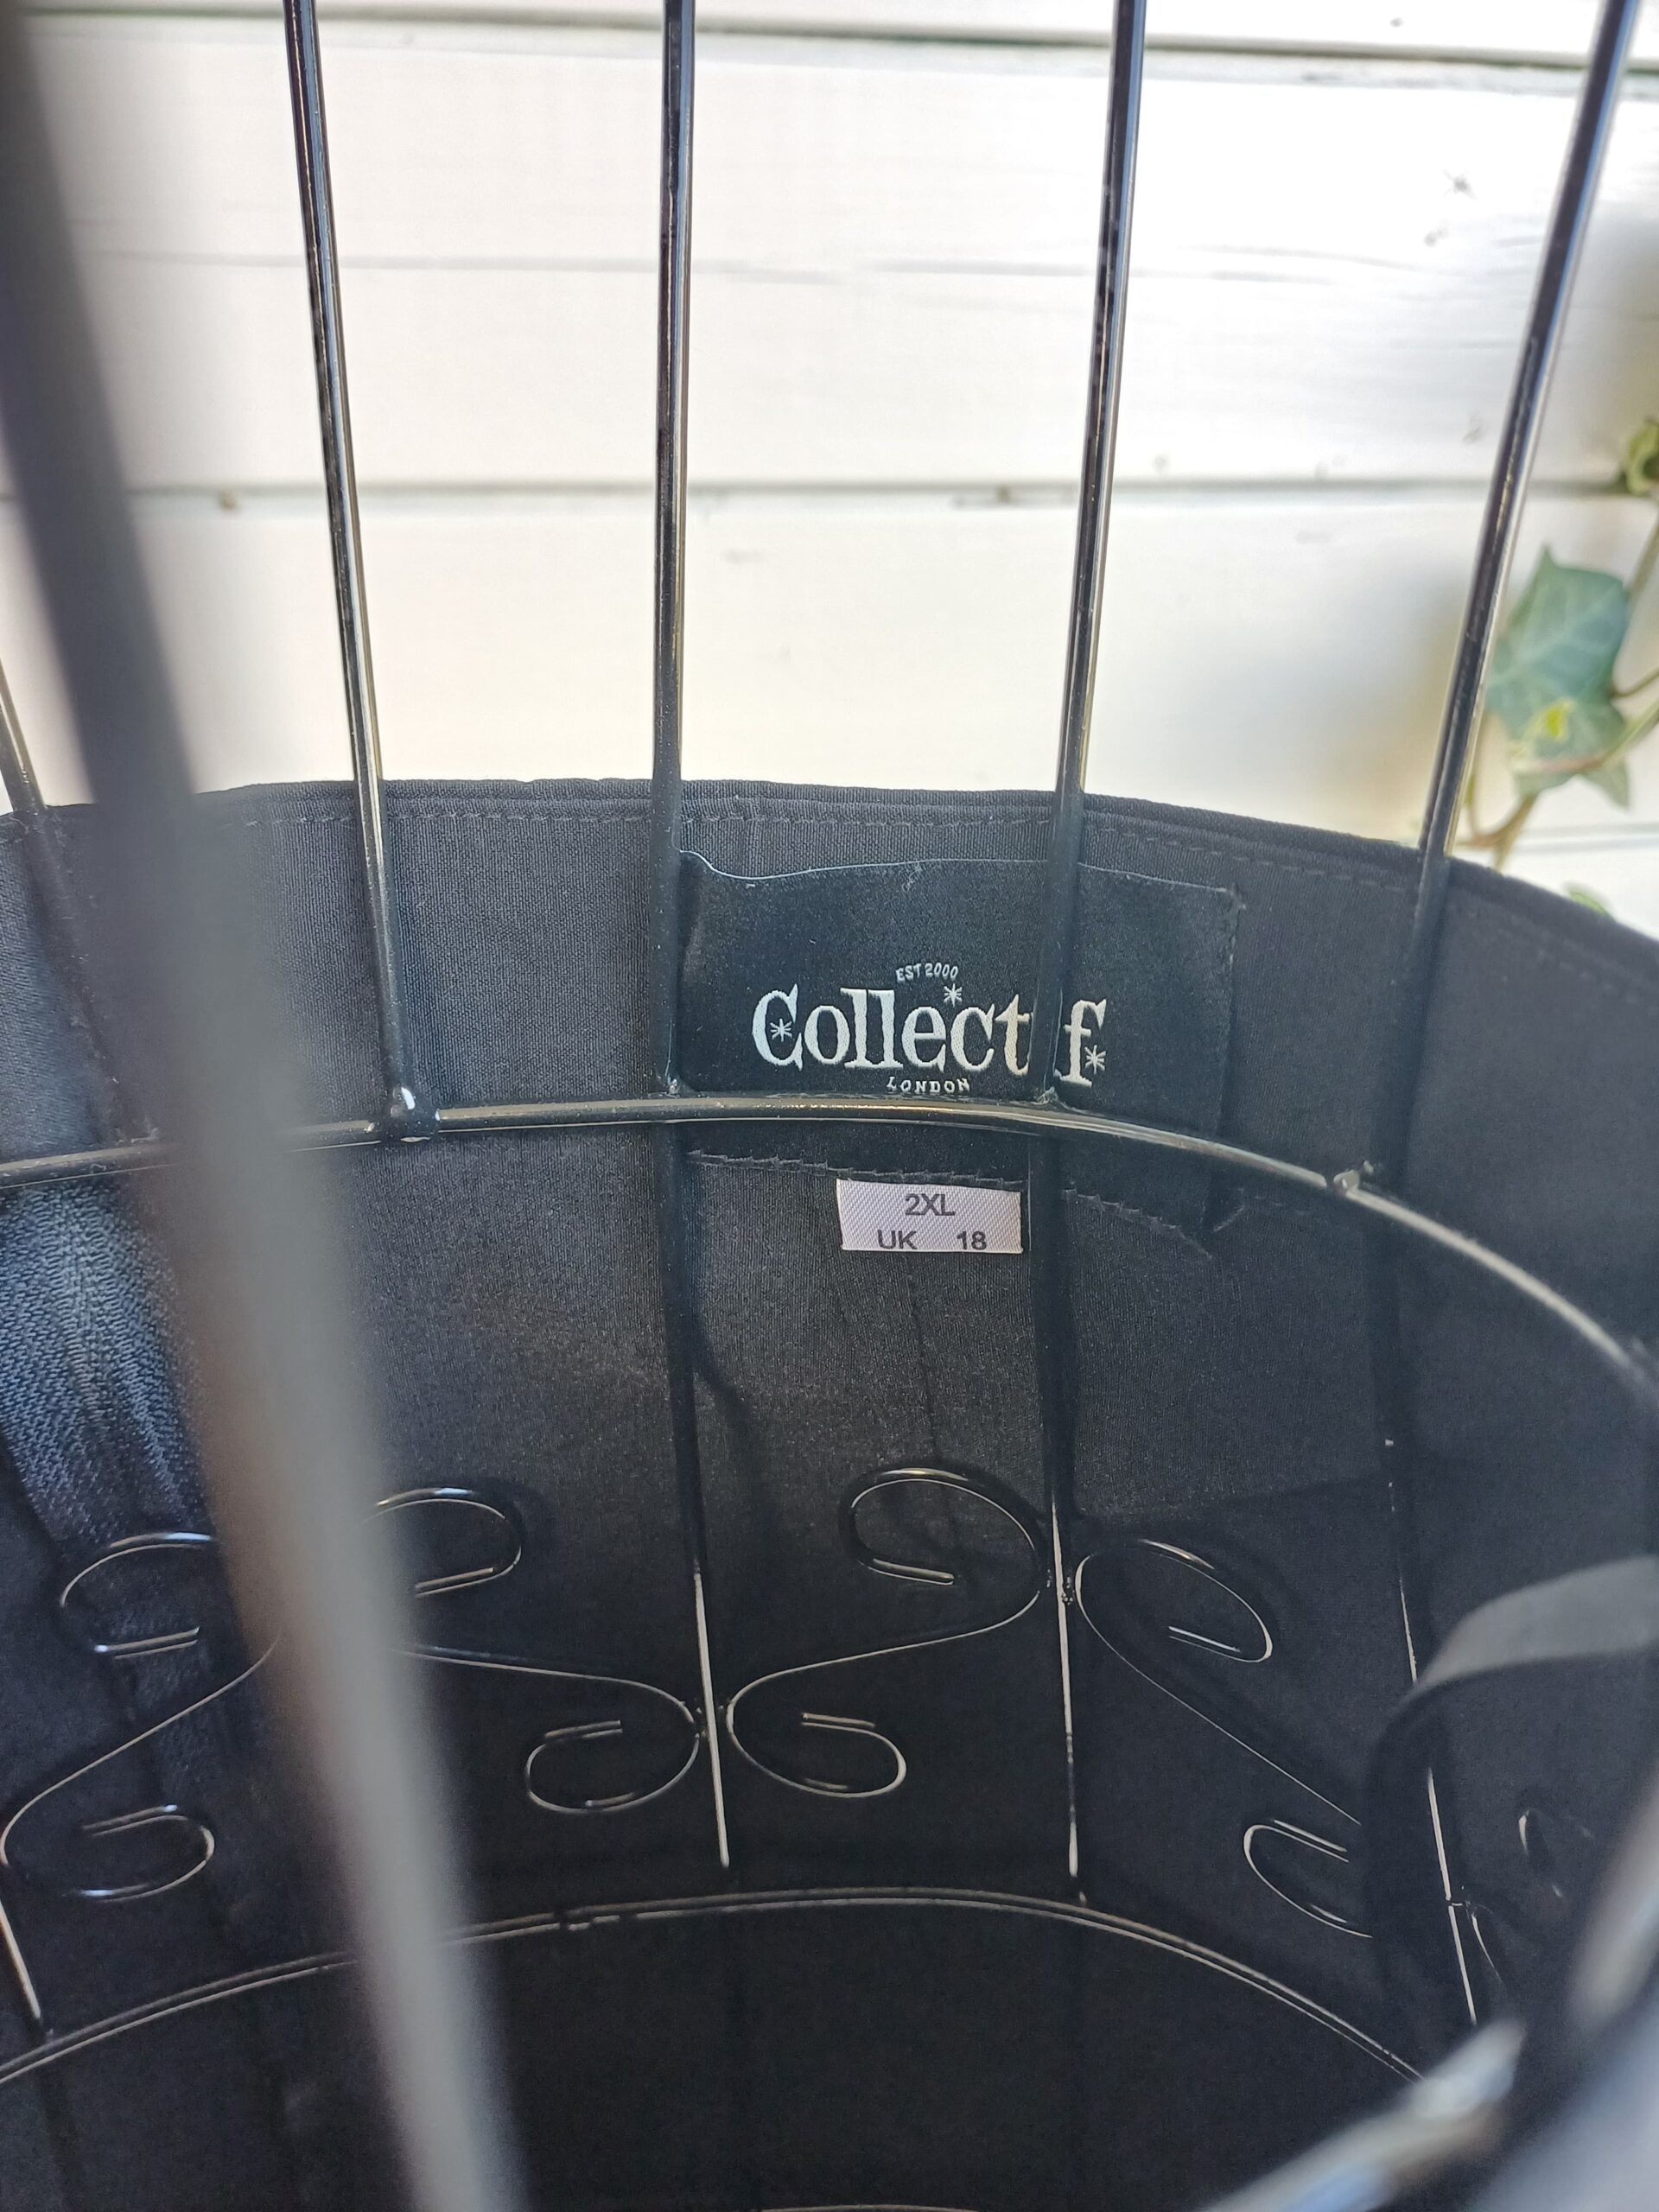 EST 2000
Collectif
LONDON
2XL
UK 18